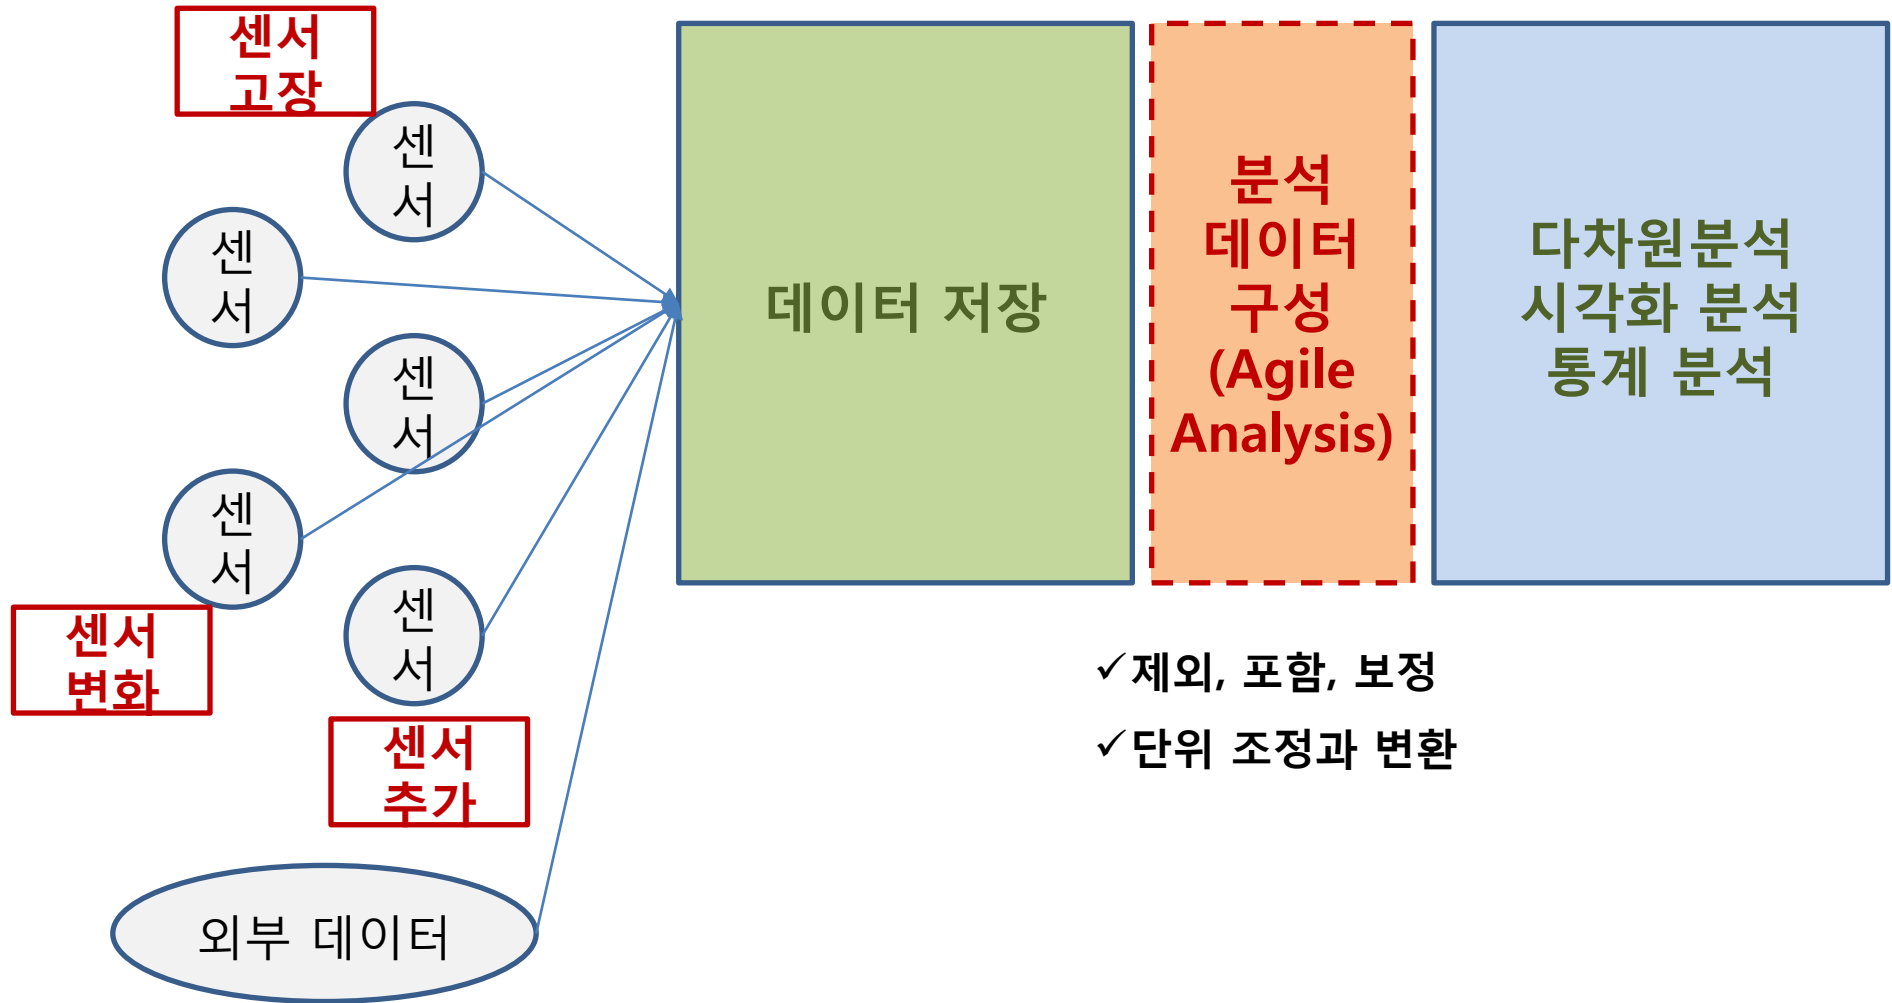 센서
고장
센
서
센
서
센
서
센
서
센
서
센서
변화
센서
추가
외부 데이터
데이터 저장
분석
데이터
구성
(Agile
Analysis)
다차원분석
시각화 분석
통계 분석
✓제외, 포함, 보정
✓단위 조정과 변환